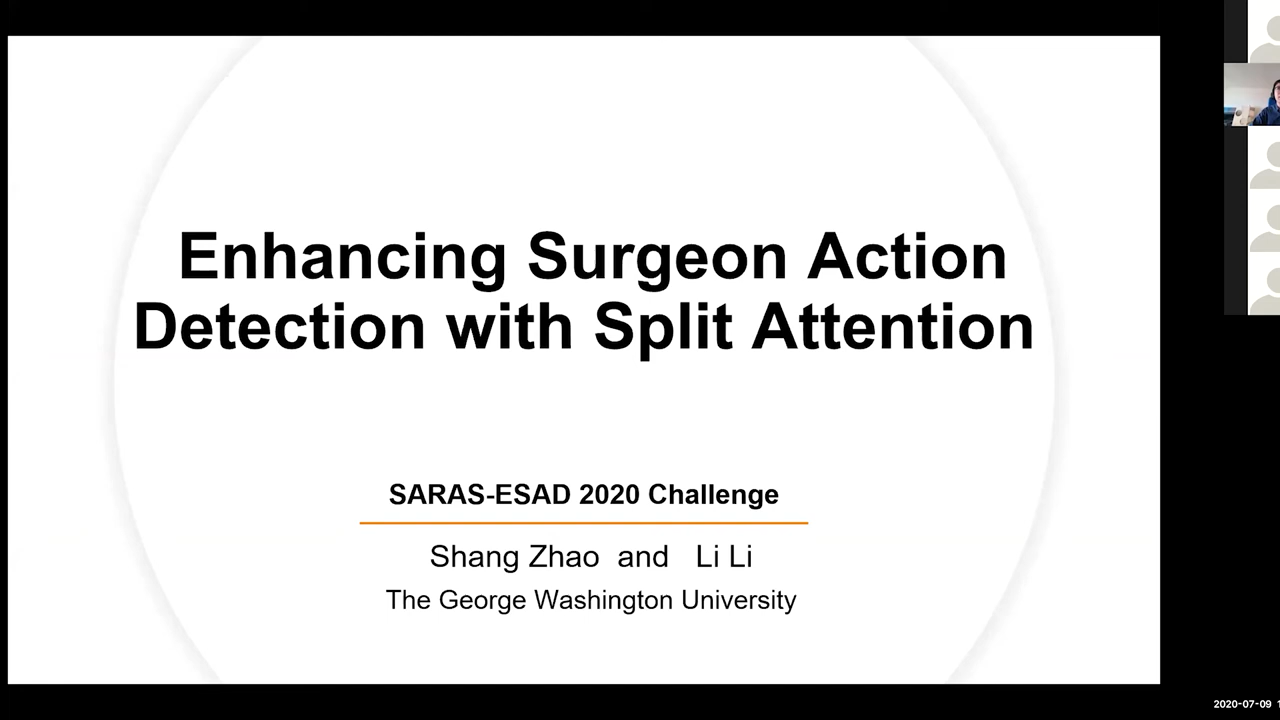 Enhancing Surgeon Action
Detection with Split Attention
SARAS-ESAD 2020 Challenge
Shang Zhao and Li Li
The George Washington University
2020-07-09